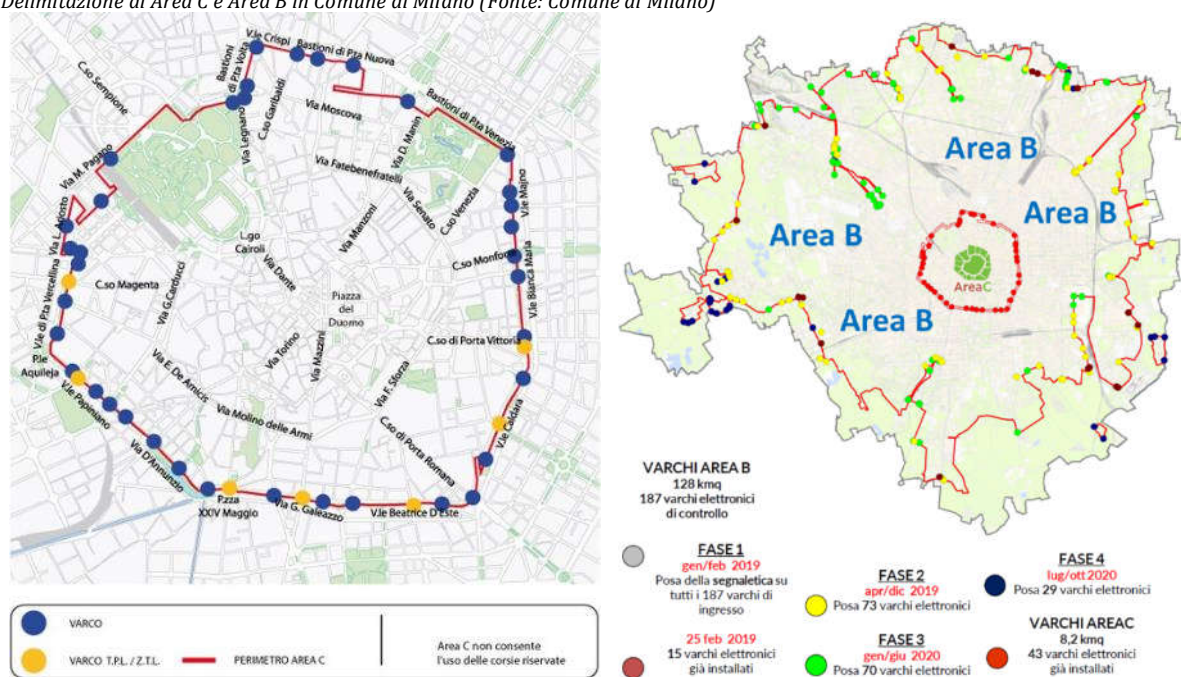 Delimitazione di Area C e Area B in Comune di Milano (Fonte: Comune di Milano)
V.le Crispi
Bastioni di P.ta Nuova
Bastioni
di P.ta Volta
C.so Sempione
Via Legnano
C.so Garibaldi
Via Moscova
Via D. Manin
Bastioni di P.ta Venezia
Via M. Pagano
Via Fatebenefratelli
Via Senato
C.so Venezia
V.le Majno
Via L. Agosto
Via Manzoni
L.go
Cairoli
Via Dante
C.so Monforte
V.le Bianca Maria
V.le di P.ta Vercellina
C.so Magenta
Via G.Carducci
Piazza
del
Duomo
Via Torino
Via Mazzini
C.so di Porta Vittoria
P.le
Aquileja
V.le Papiniano
Via E. De Amicis
Via F. Sforza
Via Molino delle Armi
C.so di Porta Romana
V.le Caldara
Via D'Annunzio
P.zza
XXIV Maggio
Via G. Galeazzo
V.le Beatrice D'Este
VARCO
VARCO T.P.L. / Z.T.L.
PERIMETRO AREA C
Area C non consente
l'uso delle corsie riservate
Area B
Area B
Area B
Area B
AreaC
VARCHI AREA B
128 kmq
187 varchi elettronici
di controllo
FASE 1
gen/feb 2019
Posa della segnaletica su
tutti i 187 varchi di
ingresso
25 feb 2019
15 varchi elettronici
già installati
FASE 2
apr/dic 2019
Posa 73 varchi elettronici
FASE 3
gen/giu 2020
Posa 70 varchi elettronici
FASE 4
lug/ott 2020
Posa 29 varchi elettronici
VARCHI AREAC
8,2 kmq
43 varchi elettronici
già installati